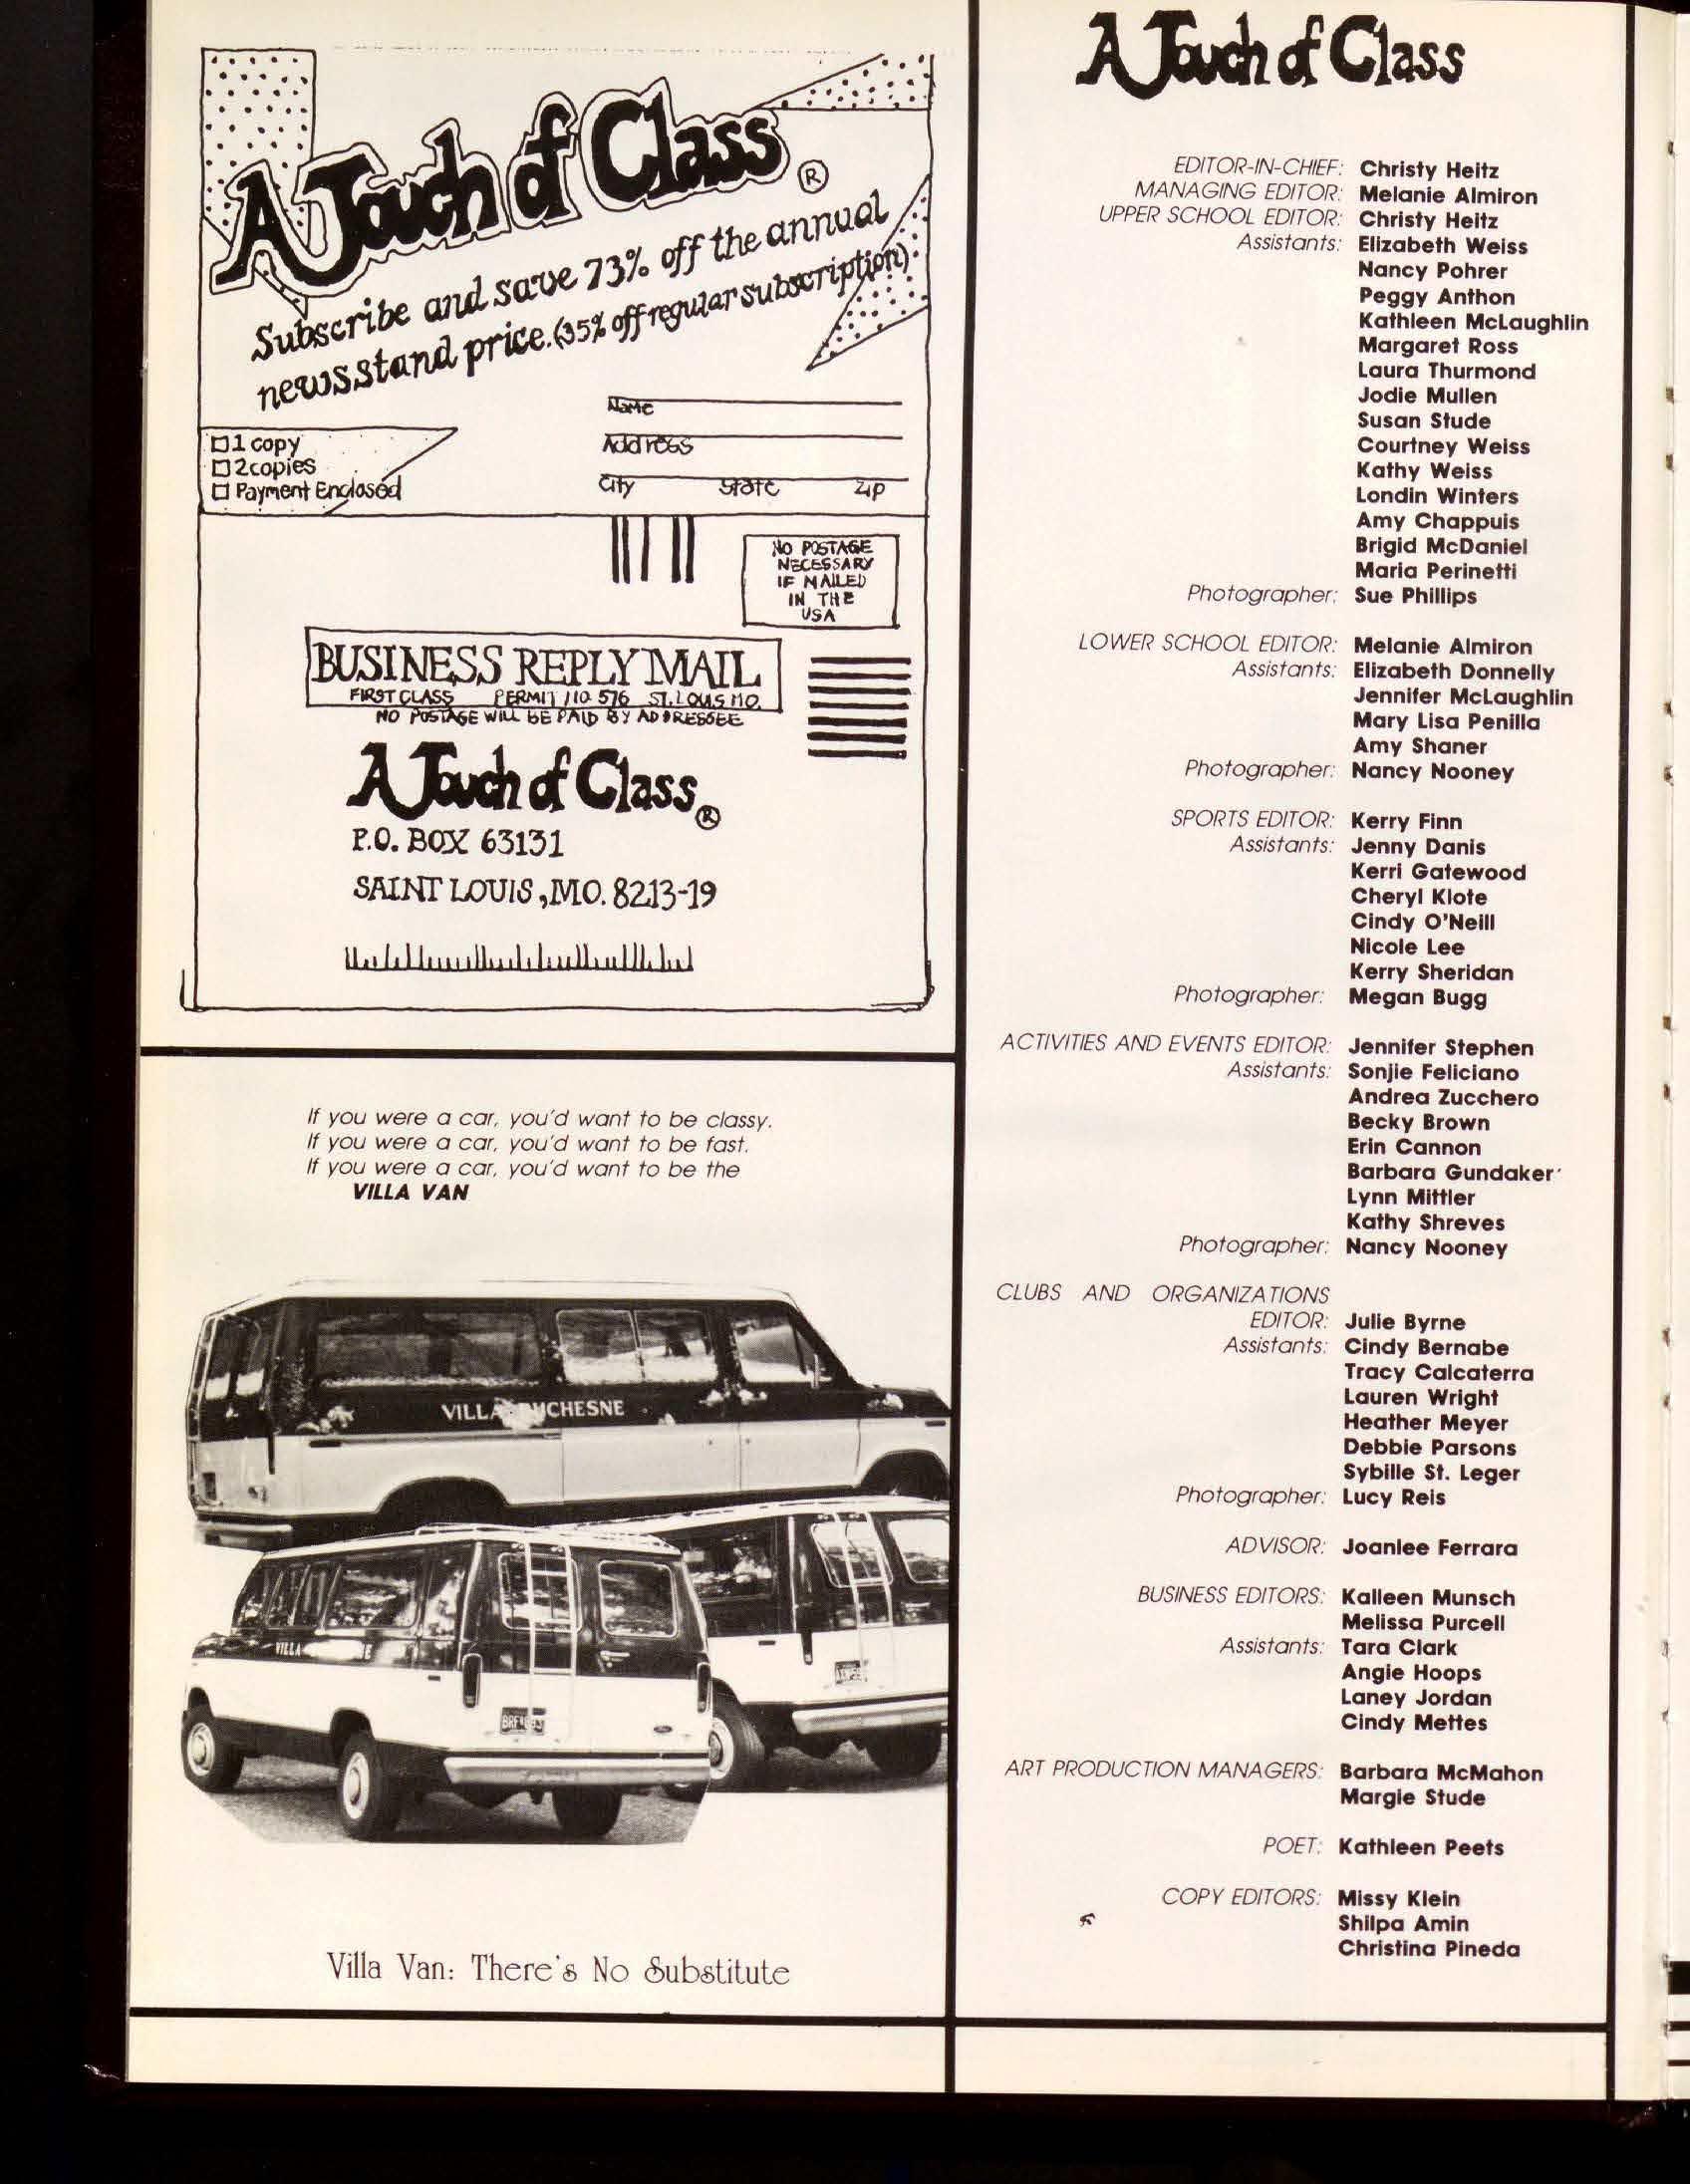 A Touch of Class ®
Subscribe and save 73% off the annual
newsstand price. (35% off regular subscription)
Name
Address
City State Zip
1 copy
2 copies
Payment Enclosed
NO POSTAGE
NECESSARY
IF MAILED
IN THE
USA
BUSINESS REPLY MAIL
FIRST CLASS PERMIT NO. 576 ST. LOUIS MO.
NO POSTAGE WILL BE PAID BY ADDRESSEE
A Touch of Class ®
P.O. BOX 63131
SAINT LOUIS, MO. 8213-19
If you were a car, you'd want to be classy.
If you were a car, you'd want to be fast.
If you were a car, you'd want to be the
VILLA VAN
VILLA DUCHESNE
VILLA
Villa Van: There's No Substitute
A Touch of Class
EDITOR-IN-CHIEF: Christy Heitz
MANAGING EDITOR: Melanie Almiron
UPPER SCHOOL EDITOR: Christy Heitz
Assistants: Elizabeth Weiss
Nancy Pohrer
Peggy Anthon
Kathleen McLaughlin
Margaret Ross
Laura Thurmond
Jodie Mullen
Susan Stude
Courtney Weiss
Kathy Weiss
Londin Winters
Amy Chappuis
Brigid McDaniel
Maria Perinetti
Photographer: Sue Phillips
LOWER SCHOOL EDITOR: Melanie Almiron
Assistants: Elizabeth Donnelly
Jennifer McLaughlin
Mary Lisa Penilla
Amy Shaner
Photographer: Nancy Nooney
SPORTS EDITOR: Kerry Finn
Assistants: Jenny Danis
Kerri Gatewood
Cheryl Klote
Cindy O'Neill
Nicole Lee
Kerry Sheridan
Photographer: Megan Bugg
ACTIVITIES AND EVENTS EDITOR: Jennifer Stephen
Assistants: Sonjie Feliciano
Andrea Zucchero
Becky Brown
Erin Cannon
Barbara Gundaker
Lynn Mittler
Kathy Shreves
Photographer: Nancy Nooney
CLUBS AND ORGANIZATIONS
EDITOR: Julie Byrne
Assistants: Cindy Bernabe
Tracy Calcaterra
Lauren Wright
Heather Meyer
Debbie Parsons
Sybille St. Leger
Photographer: Lucy Reis
ADVISOR: Joanlee Ferrara
BUSINESS EDITORS: Kalleen Munsch
Melissa Purcell
Assistants: Tara Clark
Angie Hoops
Laney Jordan
Cindy Mettes
ART PRODUCTION MANAGERS: Barbara McMahon
Margie Stude
POET: Kathleen Peets
COPY EDITORS: Missy Klein
Shilpa Amin
Christina Pineda